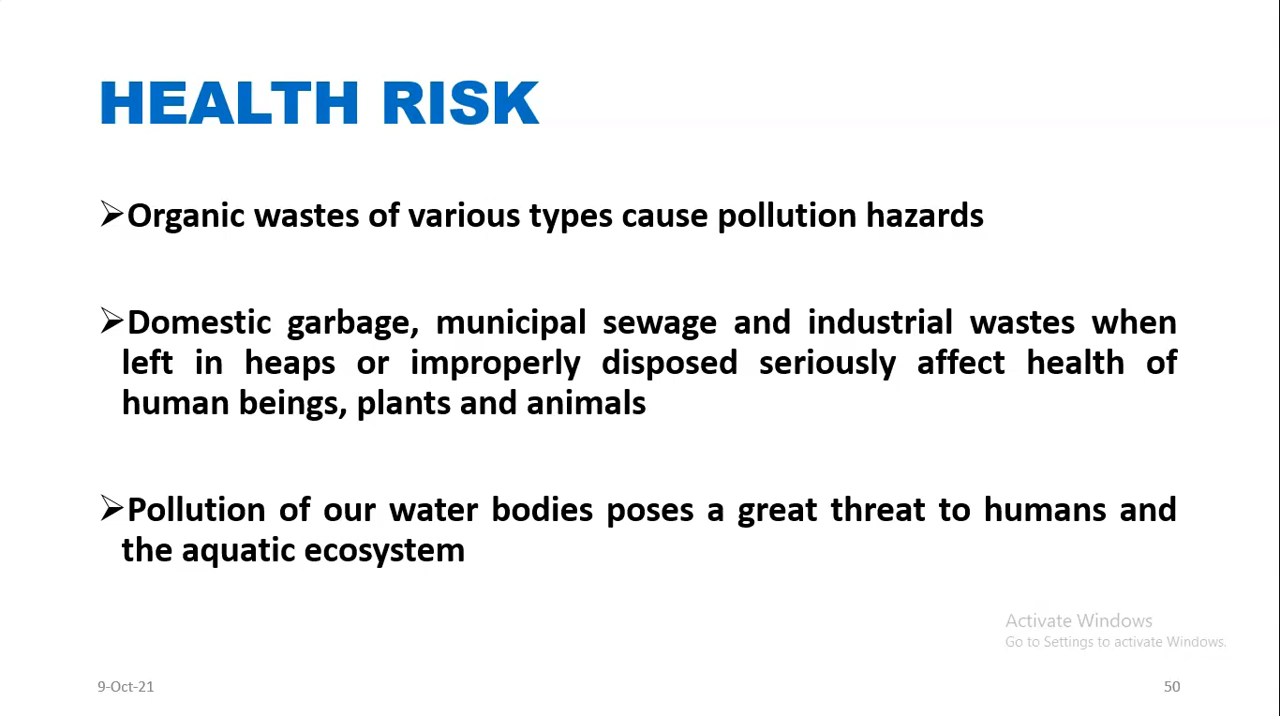 HEALTH RISK
➢Organic wastes of various types cause pollution hazards
➢Domestic garbage, municipal sewage and industrial wastes when
left in heaps or improperly disposed seriously affect health of
human beings, plants and animals
➢Pollution of our water bodies poses a great threat to humans and
the aquatic ecosystem
Activate Windows
Go to Settings to activate Windows.
9-Oct-21
50